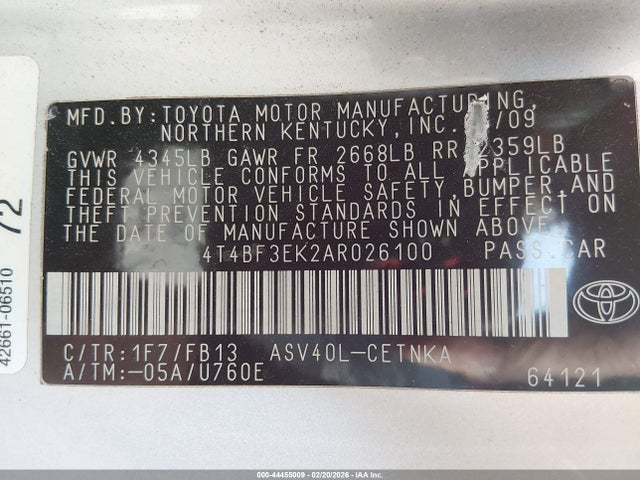 MFD.BY:TOYOTA MOTOR MANUFACTURING,
NORTHERN KENTUCKY,INC. /09
GVWR 4345LB GAWR FR 2668LB RR 2359LB
THIS VEHICLE CONFORMS TO ALL APPLICABLE
FEDERAL MOTOR VEHICLE SAFETY,BUMPER,AND
THEFT PREVENTION STANDARDS IN EFFECT ON
THE DATE OF MANUFACTURE SHOWN ABOVE.
4T4BF3EK2AR026100 PASS.CAR
C/TR:1F7/FB13 ASV40L-CETNKA
A/TM:-05A/U760E 64121
42661-06510 72
000-44455009 02/20/2026 - IAA Inc.